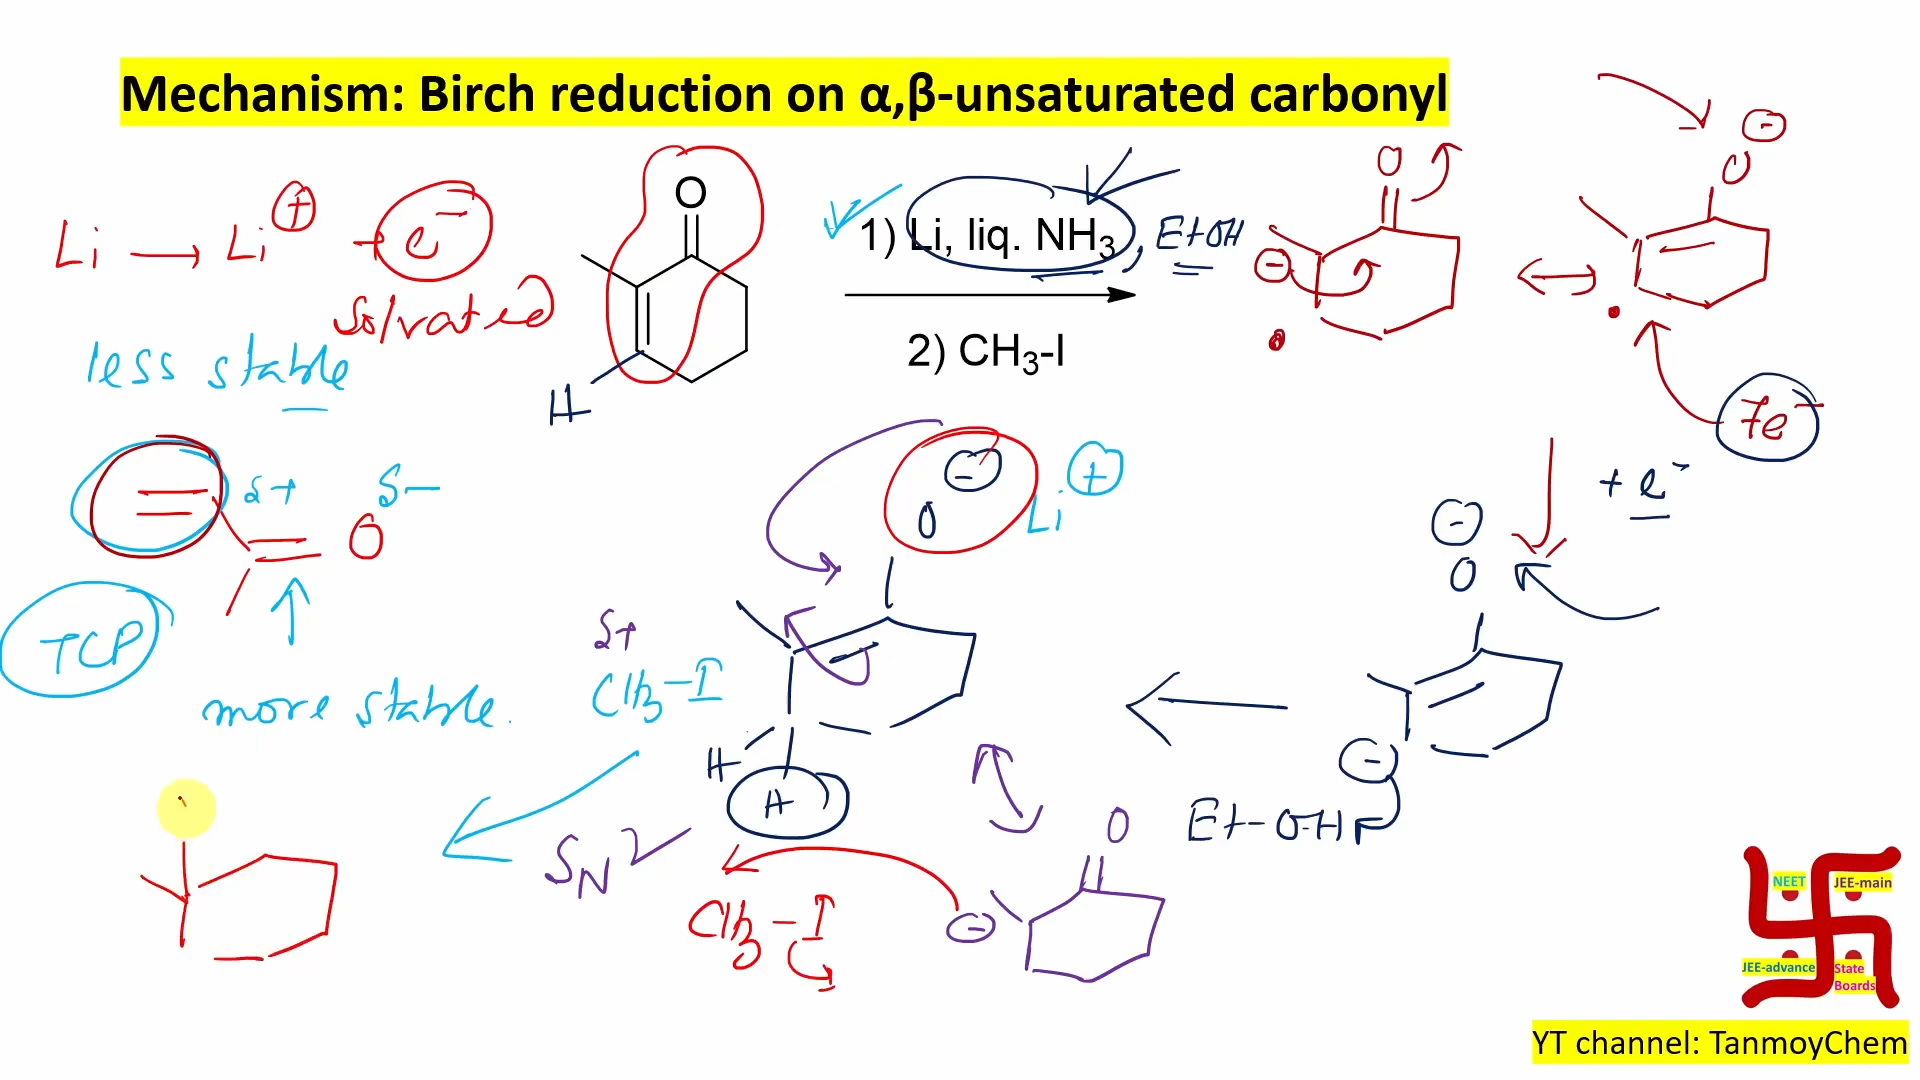 Mechanism: Birch reduction on α,β-unsaturated carbonyl
Li → Li + e−
Solvated
less stable
δ+ δ−
O
TCP
more stable.
O
H
1) Li, liq. NH3, EtOH
2) CH3-I
O
−
O
−
7e−
+ e−
−
O
−
Et-O-H
−
O
Li +
H
H
δ+
CH3-I
SN2
CH3-I
−
O
NEET
JEE-main
JEE-advance
State
Boards
YT channel: TanmoyChem